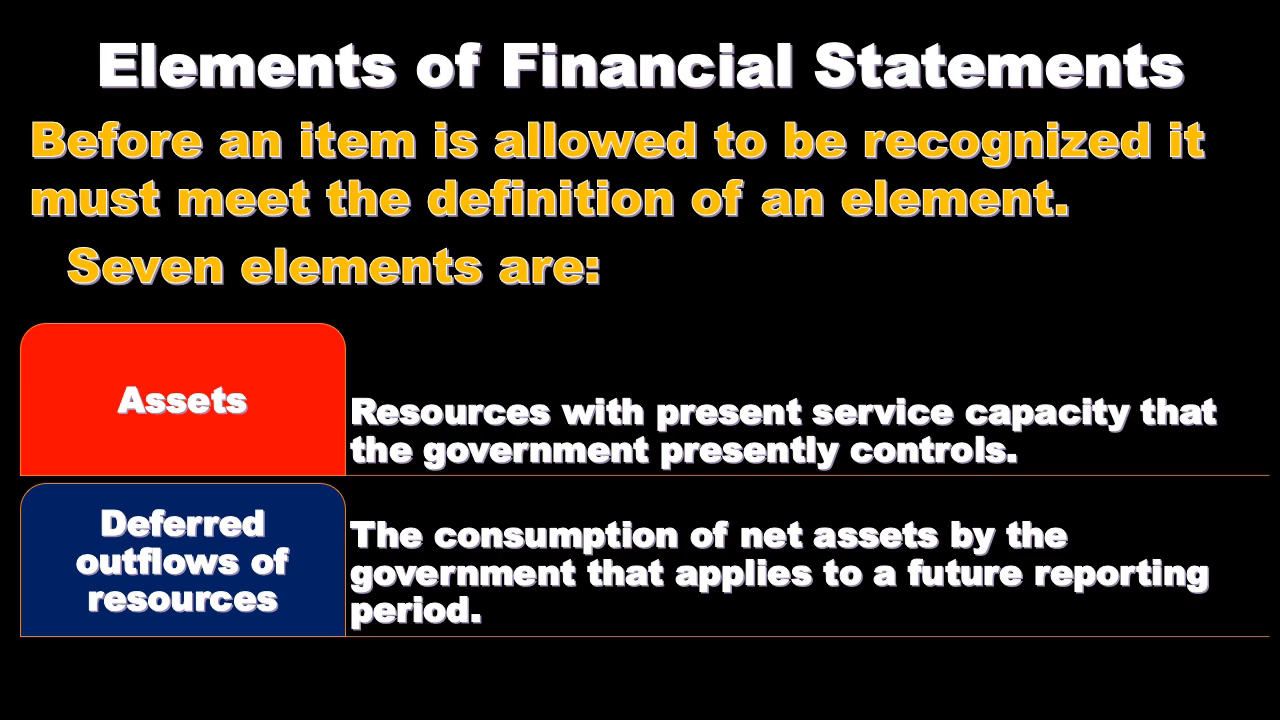 Elements of Financial Statements
Before an item is allowed to be recognized it
must meet the definition of an element.
Seven elements are:
Assets
Resources with present service capacity that
the government presently controls.
Deferred
outflows of
resources
The consumption of net assets by the
government that applies to a future reporting
period.